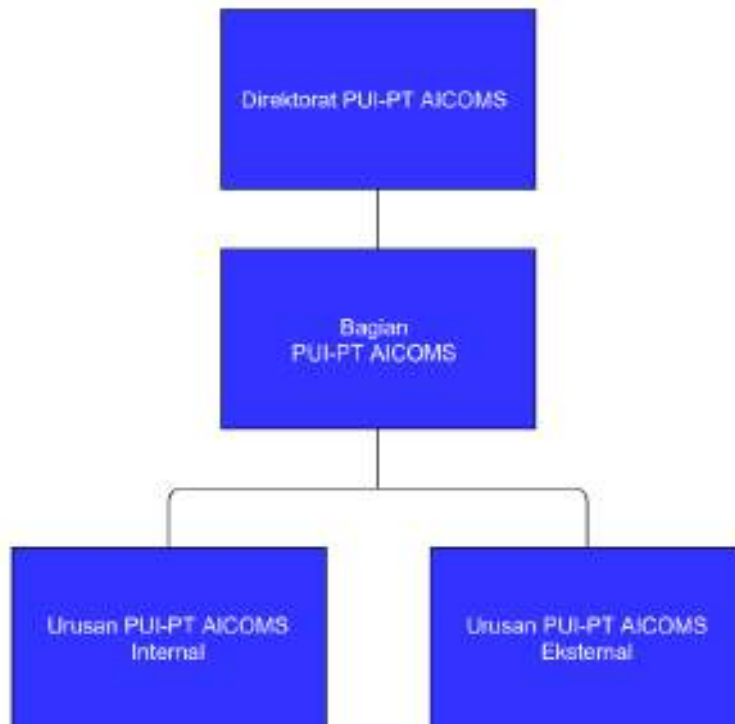 Direktorat PUI-PT AICOMS
Bagian
PUI-PT AICOMS
Urusan PUI-PT AICOMS
Internal
Urusan PUI-PT AICOMS
Eksternal